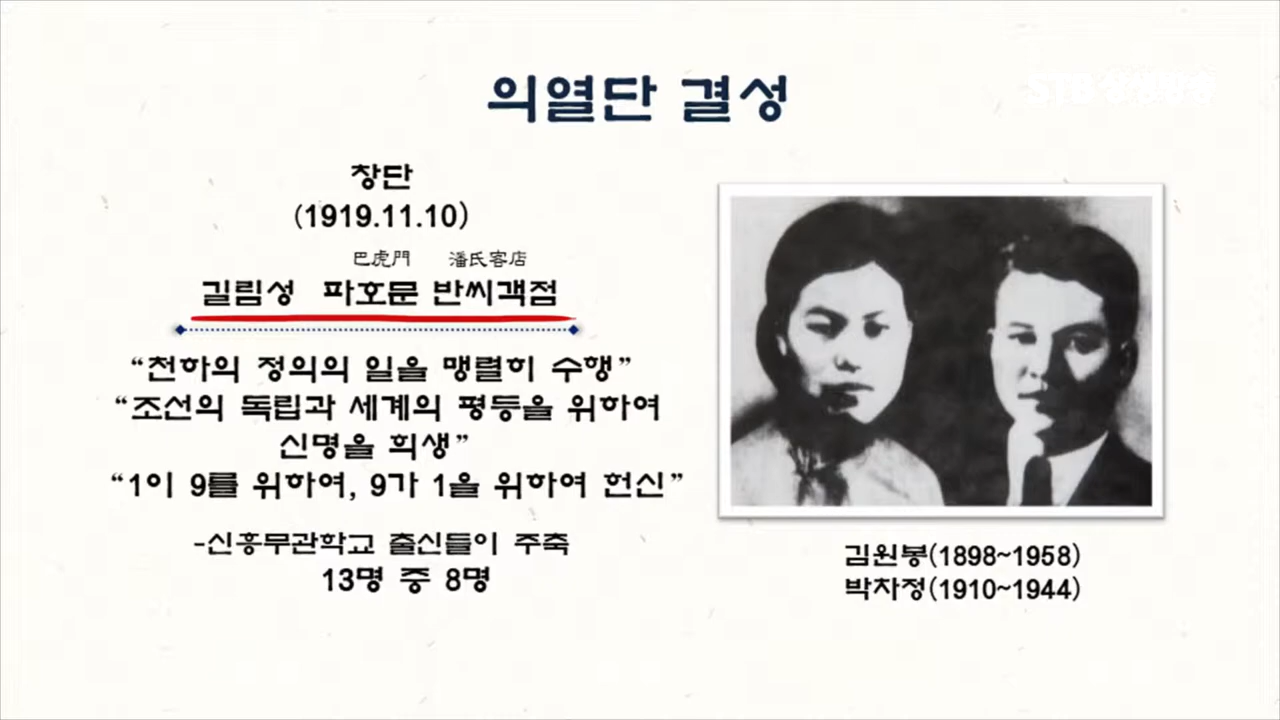 의열단 결성
창단
(1919.11.10)
巴虎門 潘氏客店
길림성 파호문 반씨객점
“천하의 정의의 일을 맹렬히 수행”
“조선의 독립과 세계의 평등을 위하여
신명을 희생”
“1이 9를 위하여, 9가 1을 위하여 헌신”
-신흥무관학교 출신들이 주축
13명 중 8명
김원봉(1898~1958)
박차정(1910~1944)